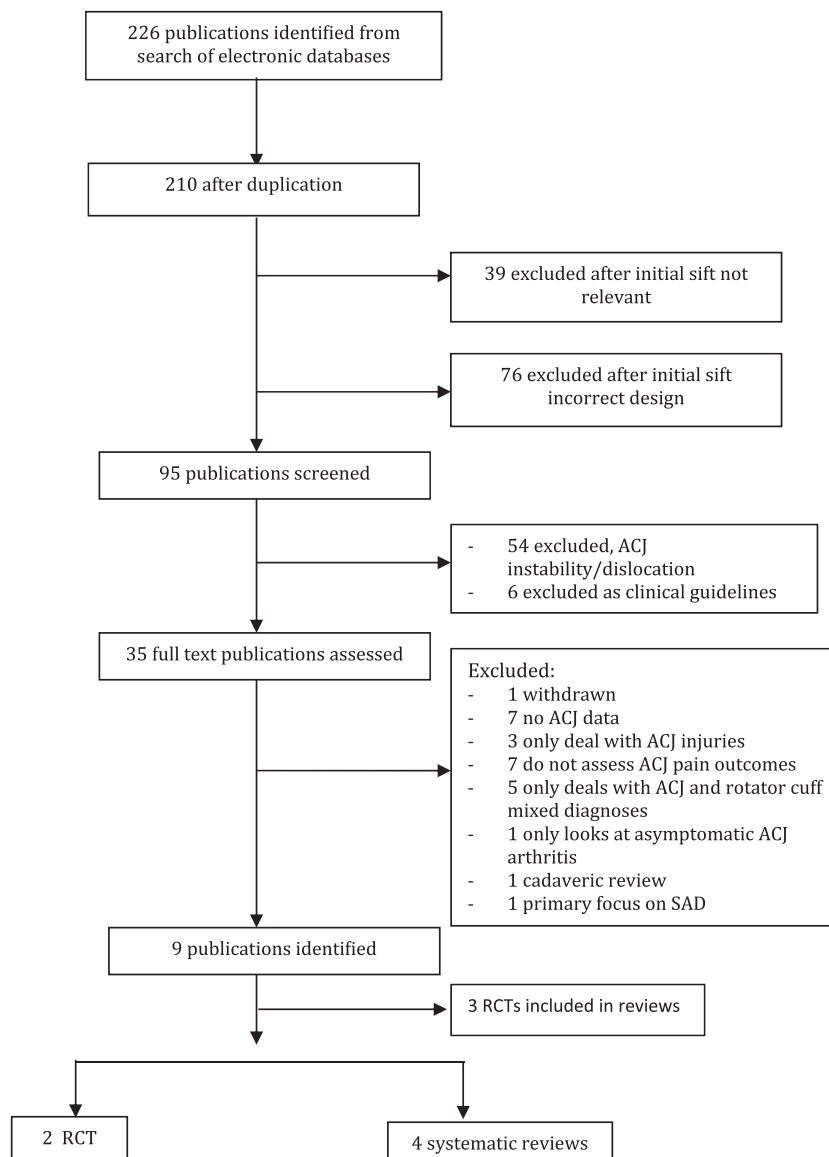 226 publications identified from
search of electronic databases
210 after duplication
39 excluded after initial sift not
relevant
76 excluded after initial sift
incorrect design
95 publications screened
- 54 excluded, ACJ
instability/dislocation
- 6 excluded as clinical guidelines
35 full text publications assessed
Excluded:
- 1 withdrawn
- 7 no ACJ data
- 3 only deal with ACJ injuries
- 7 do not assess ACJ pain outcomes
- 5 only deals with ACJ and rotator cuff
mixed diagnoses
- 1 only looks at asymptomatic ACJ
arthritis
- 1 cadaveric review
- 1 primary focus on SAD
9 publications identified
3 RCTs included in reviews
2 RCT
4 systematic reviews